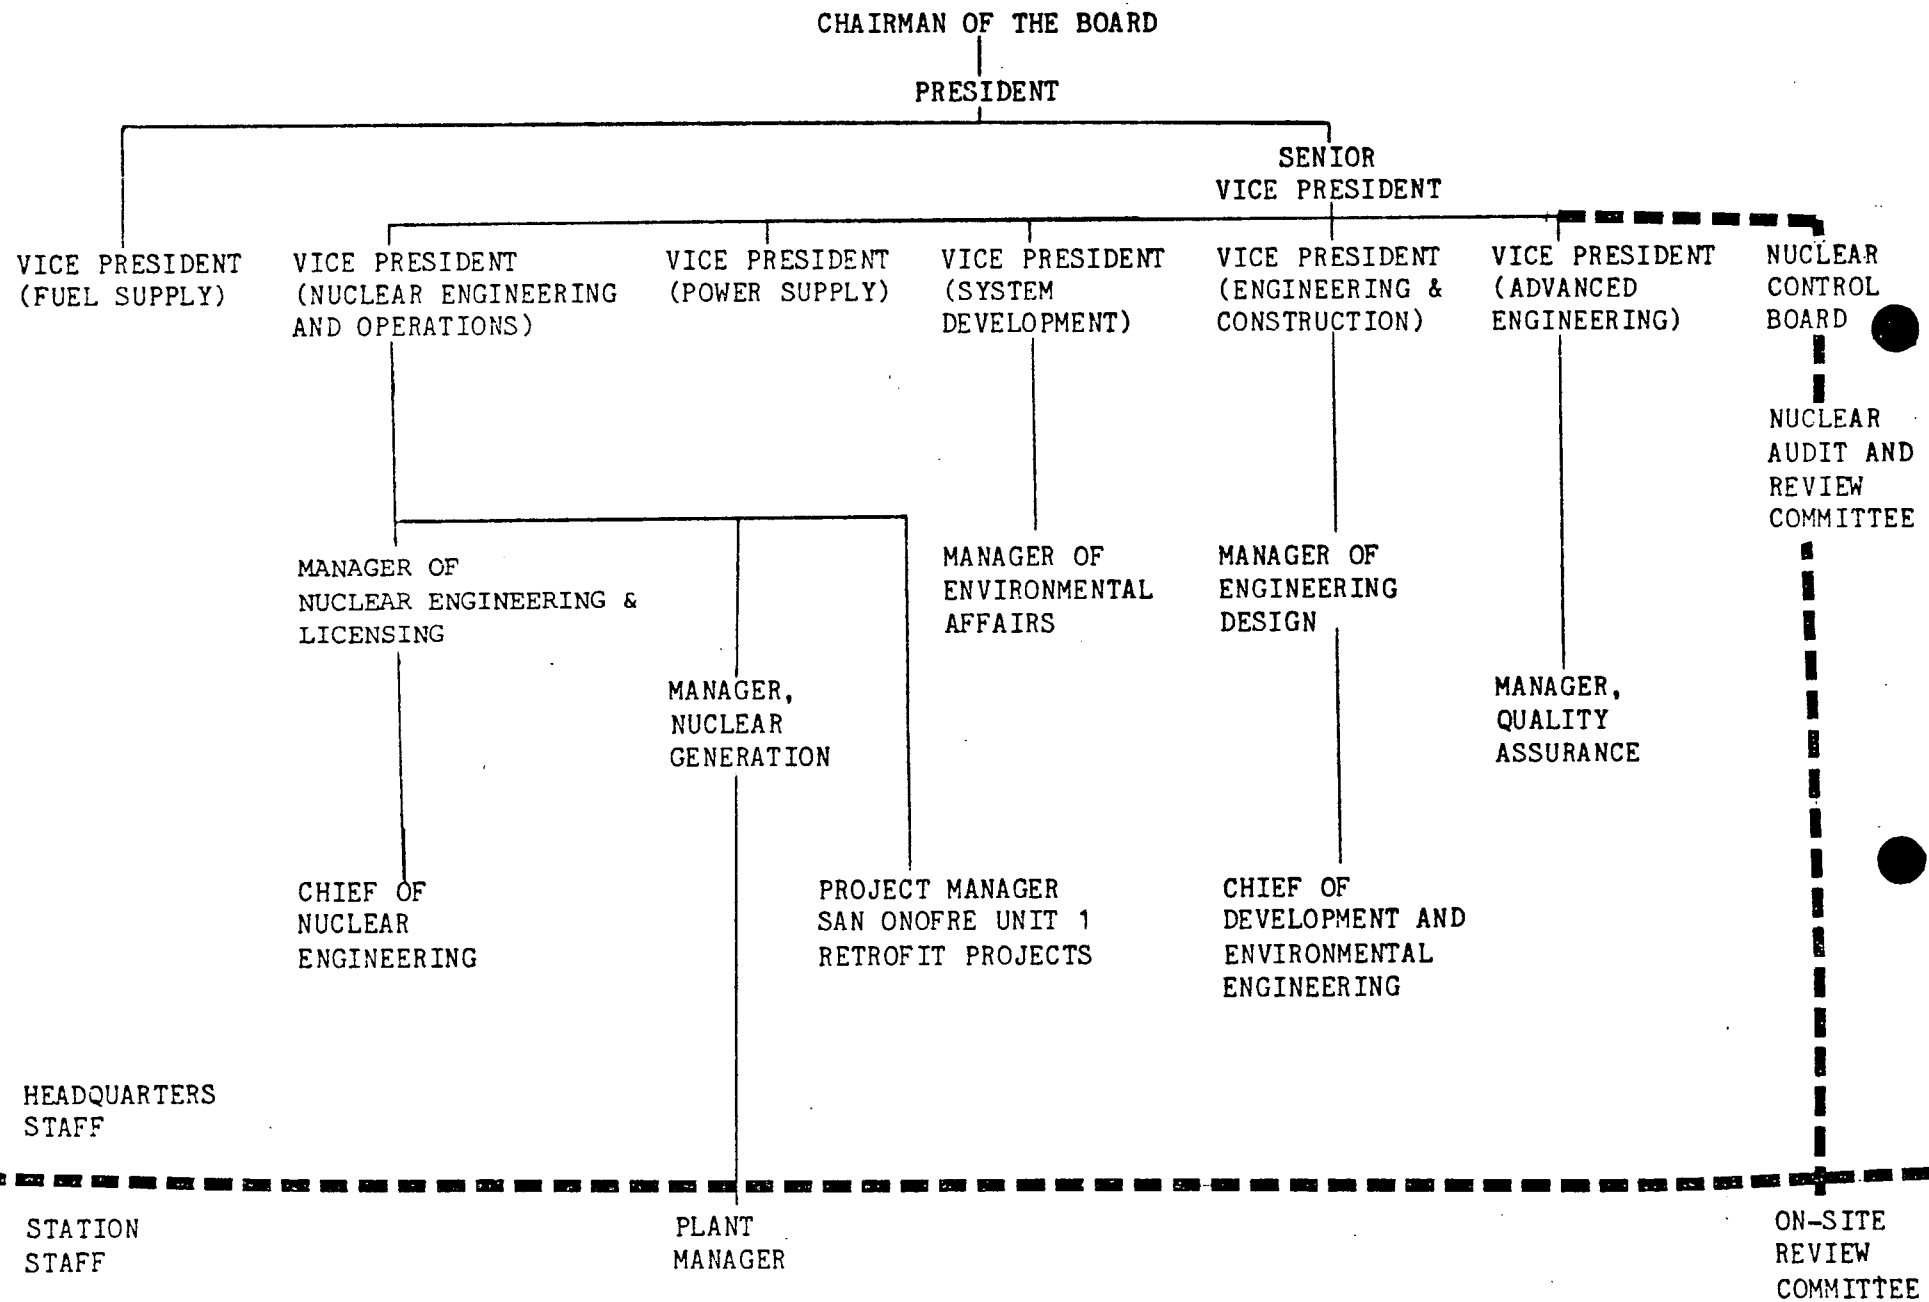 CHAIRMAN OF THE BOARD
PRESIDENT
SENIOR
VICE PRESIDENT
VICE PRESIDENT
(FUEL SUPPLY)
VICE PRESIDENT
(NUCLEAR ENGINEERING
AND OPERATIONS)
VICE PRESIDENT
(POWER SUPPLY)
VICE PRESIDENT
(SYSTEM
DEVELOPMENT)
VICE PRESIDENT
(ENGINEERING &
CONSTRUCTION)
VICE PRESIDENT
(ADVANCED
ENGINEERING)
NUCLEAR
CONTROL
BOARD
NUCLEAR
AUDIT AND
REVIEW
COMMITTEE
MANAGER OF
NUCLEAR ENGINEERING &
LICENSING
MANAGER,
NUCLEAR
GENERATION
MANAGER OF
ENVIRONMENTAL
AFFAIRS
MANAGER OF
ENGINEERING
DESIGN
MANAGER,
QUALITY
ASSURANCE
CHIEF OF
NUCLEAR
ENGINEERING
PROJECT MANAGER
SAN ONOFRE UNIT 1
RETROFIT PROJECTS
CHIEF OF
DEVELOPMENT AND
ENVIRONMENTAL
ENGINEERING
HEADQUARTERS
STAFF
STATION
STAFF
PLANT
MANAGER
ON-SITE
REVIEW
COMMITTEE